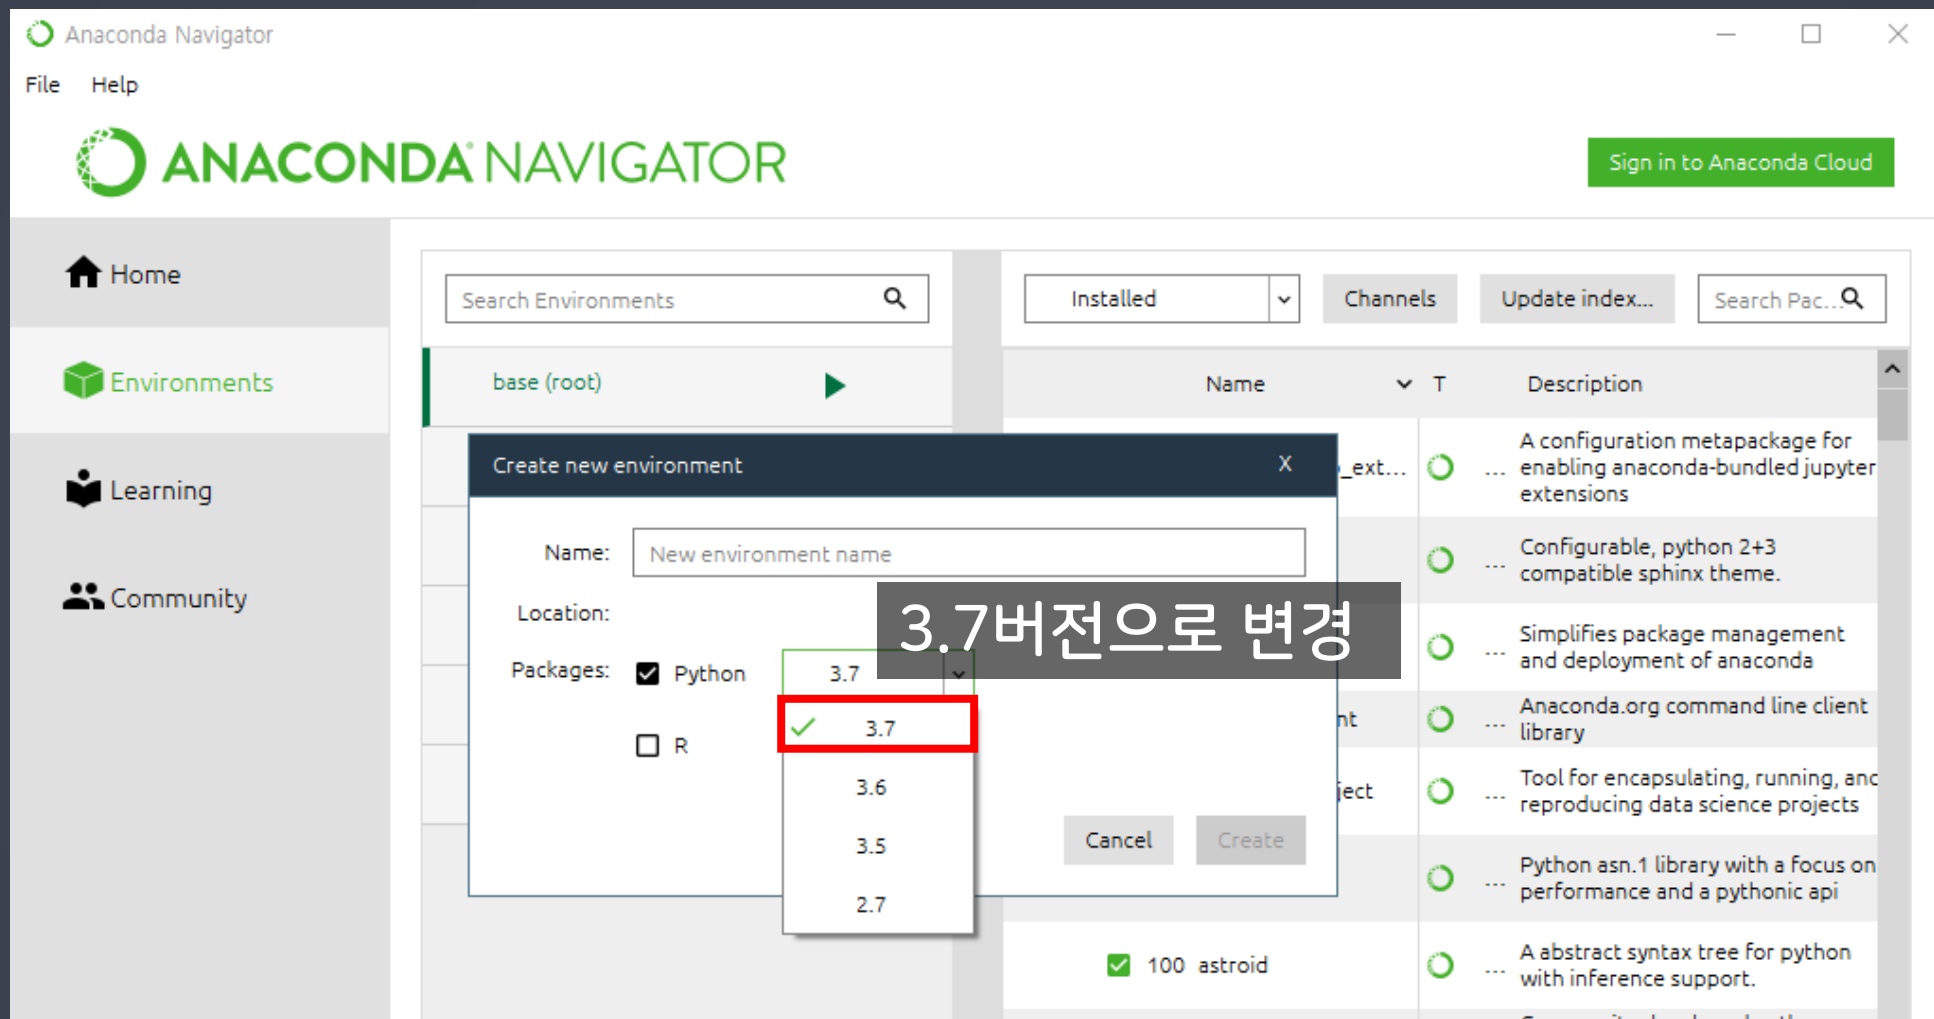 Anaconda Navigator
File Help
ANACONDA NAVIGATOR
Sign in to Anaconda Cloud
Home
Environments
Learning
Community
Search Environments
base (root)
Installed
Channels
Update index...
Search Pac...
Name
T
Description
Create new environment X
Name: New environment name
Location:
3.7버전으로 변경
Packages: Python 3.7
R
3.7
3.6
3.5
2.7
Cancel Create
_ext...
... A configuration metapackage for
enabling anaconda-bundled jupyter
extensions
... Configurable, python 2+3
compatible sphinx theme.
... Simplifies package management
and deployment of anaconda
nt
... Anaconda.org command line client
library
ject
... Tool for encapsulating, running, and
reproducing data science projects
... Python asn.1 library with a focus on
performance and a pythonic api
100 astroid
... A abstract syntax tree for python
with inference support.